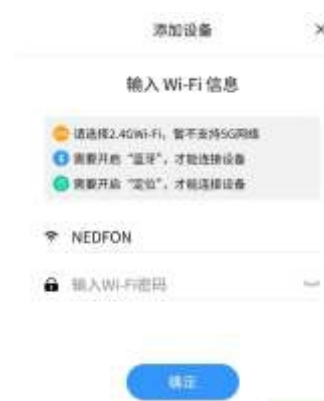 添加设备
输入 Wi-Fi 信息
请选择2.4GWi-Fi，暂不支持5G网络
需要开启“蓝牙”，才能连接设备
需要开启“定位”，才能连接设备
NEDFON
输入Wi-Fi密码
确定